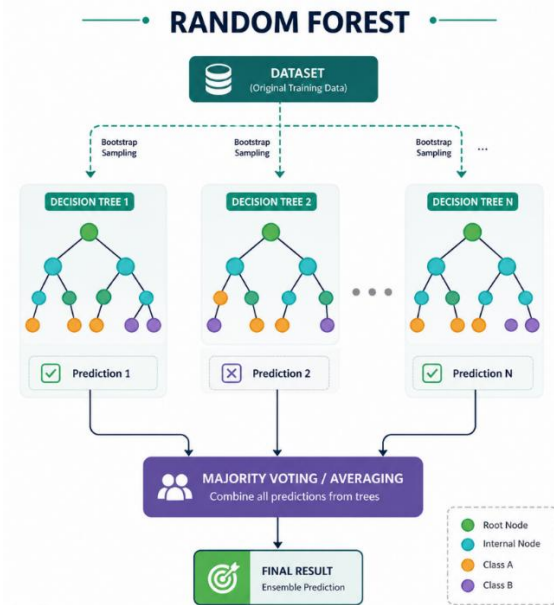 RANDOM FOREST
DATASET
(Original Training Data)
Bootstrap
Sampling
Bootstrap
Sampling
Bootstrap
Sampling
...
DECISION TREE 1
DECISION TREE 2
DECISION TREE N
Prediction 1
Prediction 2
Prediction N
MAJORITY VOTING / AVERAGING
Combine all predictions from trees
FINAL RESULT
Ensemble Prediction
Root Node
Internal Node
Class A
Class B